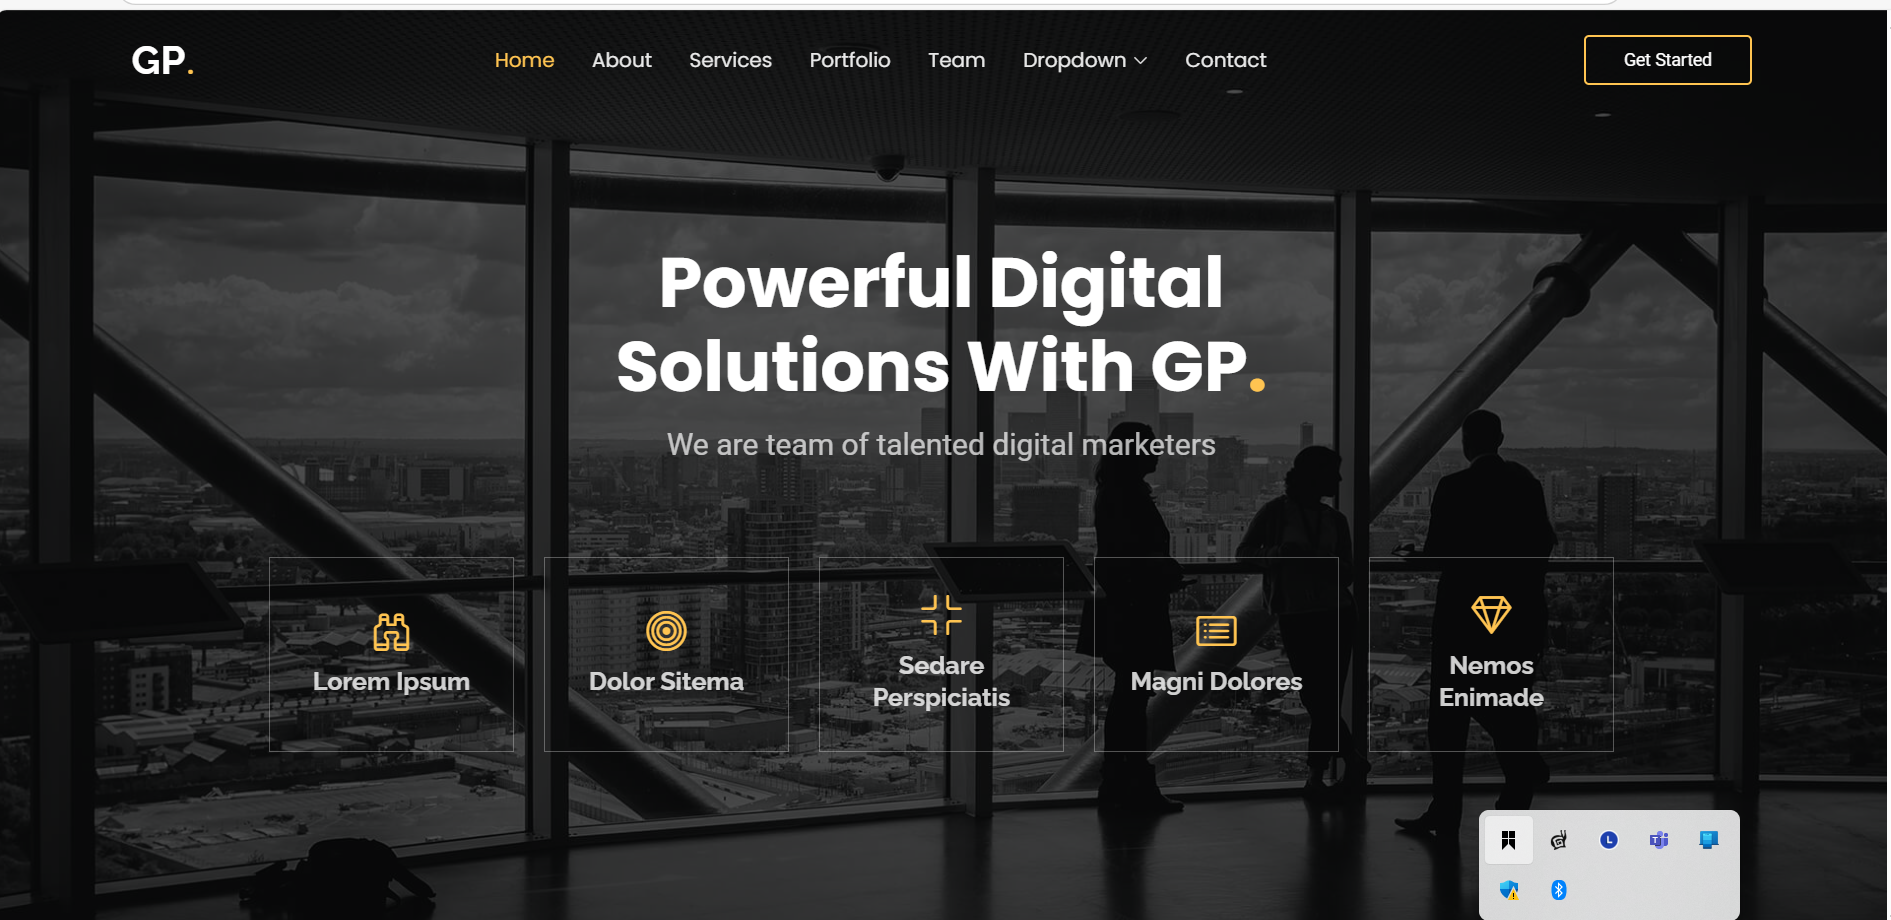 GP.
Home About Services Portfolio Team Dropdown Contact
Get Started
Powerful Digital
Solutions With GP.
We are team of talented digital marketers
Lorem Ipsum
Dolor Sitema
Sedare
Perspiciatis
Magni Dolores
Nemos
Enimade